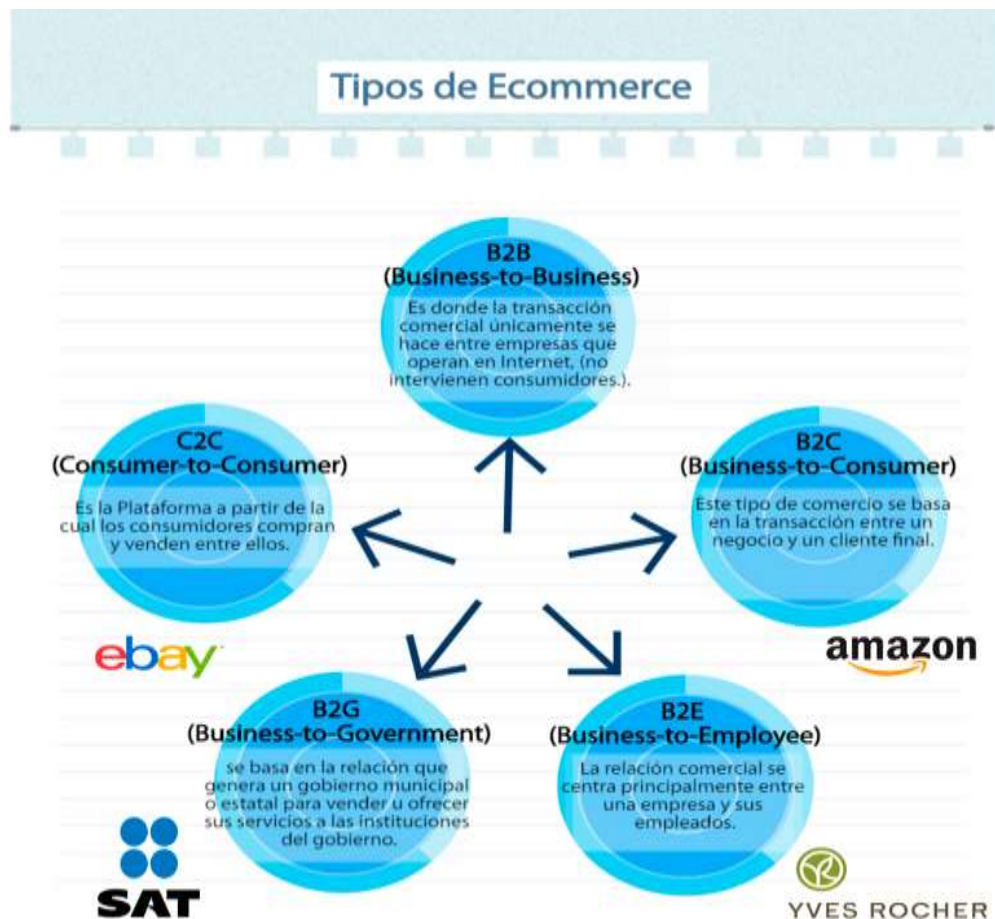 Tipos de Ecommerce
B2B
(Business-to-Business)
Es donde la transacción
comercial únicamente se
hace entre empresas que
operan en Internet, (no
intervienen consumidores.).
C2C
(Consumer-to-Consumer)
Es la Plataforma a partir de la
cual los consumidores compran
y venden entre ellos.
ebay
B2C
(Business-to-Consumer)
Este tipo de comercio se basa
en la transacción entre un
negocio y un cliente final.
amazon
B2G
(Business-to-Government)
se basa en la relación que
genera un gobierno municipal
o estatal para vender u ofrecer
sus servicios a las instituciones
del gobierno.
SAT
B2E
(Business-to-Employee)
La relación comercial se
centra principalmente entre
una empresa y sus
empleados.
YVES ROCHER